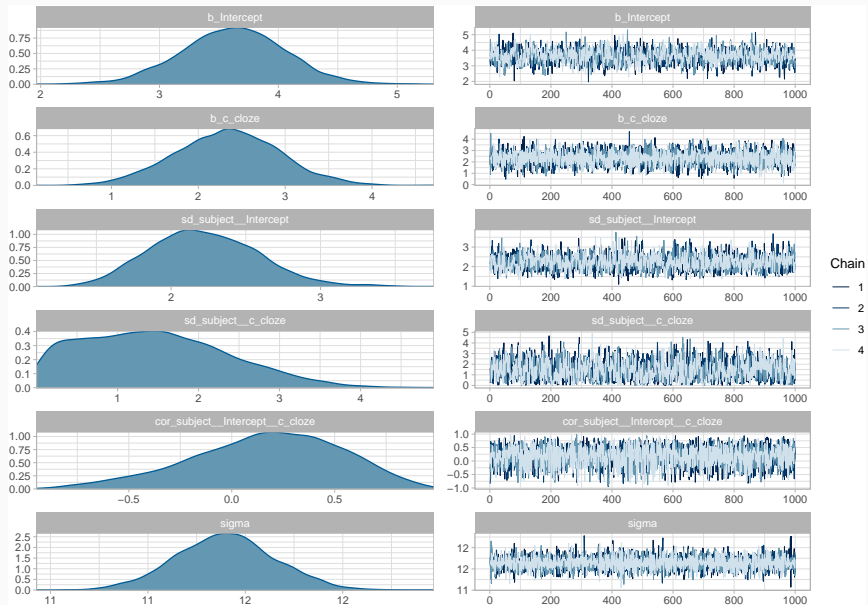 b_Intercept
0.75
0.50
0.25
0.00
2 3 4 5
b_Intercept
5
4
3
2
0 200 400 600 800 1000
b_c_cloze
0.6
0.4
0.2
0.0
1 2 3 4
b_c_cloze
4
3
2
1
0
0 200 400 600 800 1000
sd_subject__Intercept
1.00
0.75
0.50
0.25
0.00
2 3
sd_subject__Intercept
3
2
1
0 200 400 600 800 1000
sd_subject__c_cloze
0.4
0.3
0.2
0.1
0.0
1 2 3 4
sd_subject__c_cloze
5
4
3
2
1
0
0 200 400 600 800 1000
cor_subject__Intercept__c_cloze
1.00
0.75
0.50
0.25
0.00
−0.5 0.0 0.5
cor_subject__Intercept__c_cloze
1.0
0.5
0.0
−0.5
−1.0
0 200 400 600 800 1000
sigma
2.5
2.0
1.5
1.0
0.5
0.0
11 11 12 12
sigma
12
12
11
0 200 400 600 800 1000
Chain
1
2
3
4